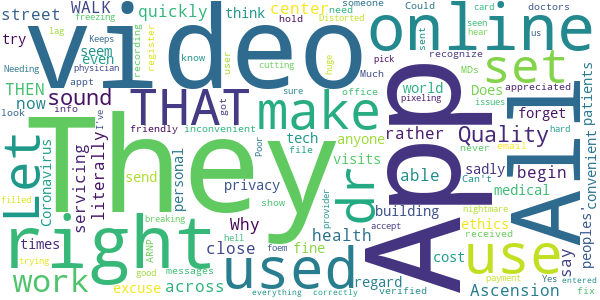 street WALK freezing quickly center hold think need Could someone card seen sent hear us doctors
Keeps lag seem video online pick Much recognize MDs
try THEN even recording register user know cutting huge Distorted office appreciated
Needing physician now appt sound THAT got make sure Poor App world pixeling set Does issues patients
look info friendly inconvenient tech file anyone rather Quality forget
Let Coronavirus servicing literally I've They personal privacy visits dr able sadly never email hard All convenient
send Why show building Can't medical begin
right times close fine health provider regard cost ethics received use say peoples'
filled breaking hell foem accept nightmare
work excuse across used verified Ascension payment Yes entered fix
trying ARNP good messages everything correctly